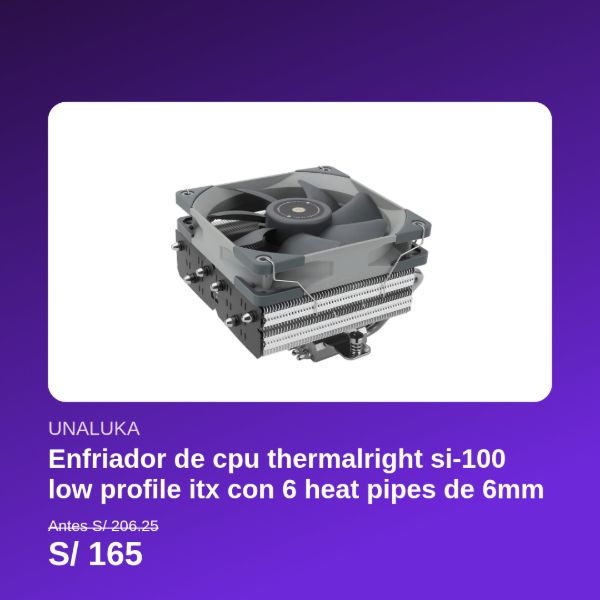 UNALUKA
Enfriador de cpu thermalright si-100
low profile itx con 6 heat pipes de 6mm
Antes S/ 206.25
S/ 165